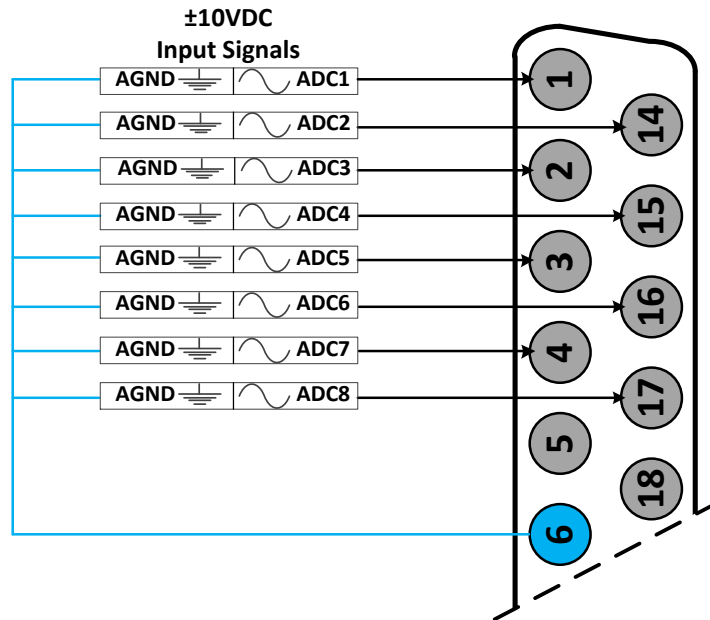 ±10VDC
Input Signals
AGND ADC1
1
AGND ADC2
14
AGND ADC3
2
AGND ADC4
15
AGND ADC5
3
AGND ADC6
16
AGND ADC7
4
AGND ADC8
17
5
18
6